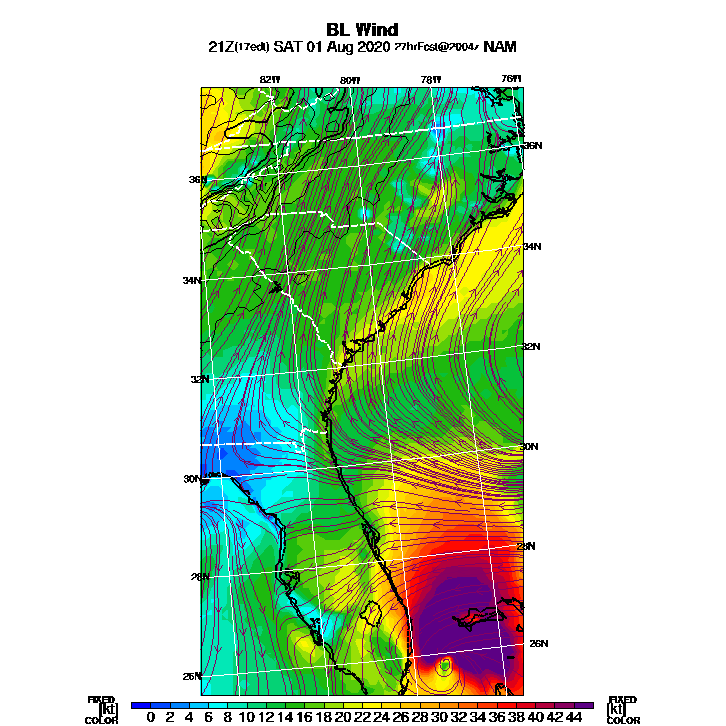 BL Wind
21Z(17edt) SAT 01 Aug 2020 27hrFcst@2004z NAM
82W 80W 78W 76W
36N
36N
34N
34N
32N
32N
30N
30N
28N
28N
26N
26N
FIXED FIXED
[kt] 0 2 4 6 8 10 12 14 16 18 20 22 24 26 28 30 32 34 36 38 40 42 44 [kt]
COLOR COLOR